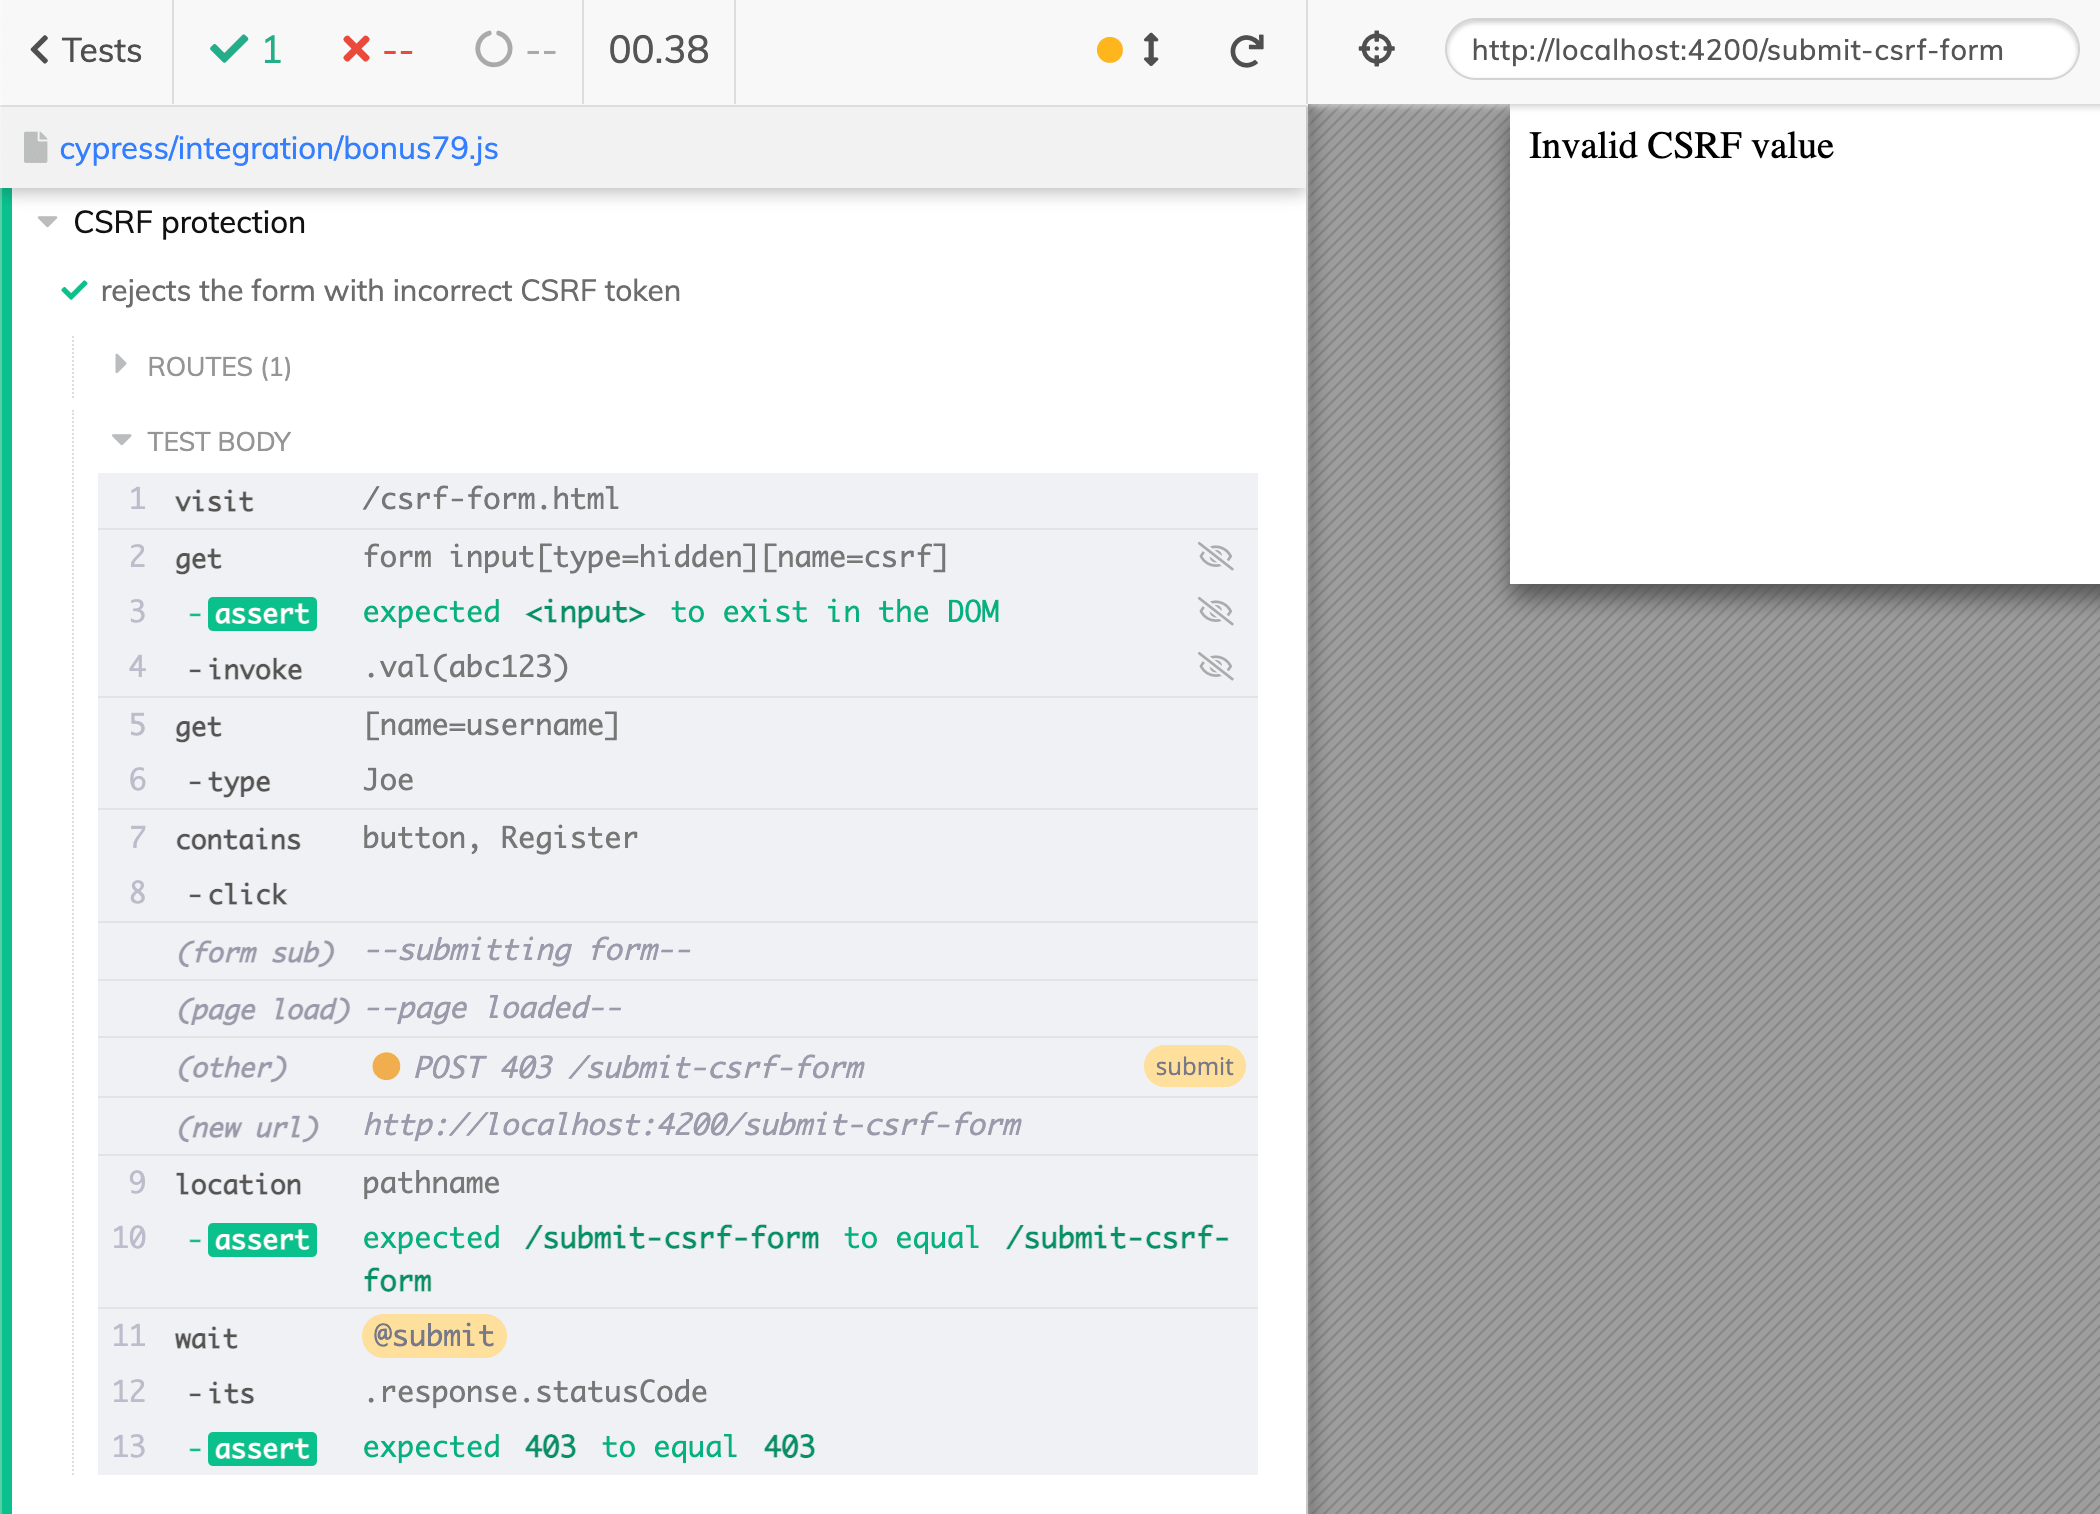 Tests 1 -- -- 00.38
http://localhost:4200/submit-csrf-form
cypress/integration/bonus79.js
Invalid CSRF value
CSRF protection
rejects the form with incorrect CSRF token
ROUTES (1)
TEST BODY
1 visit /csrf-form.html
2 get form input[type=hidden][name=csrf]
3 -assert expected <input> to exist in the DOM
4 -invoke .val(abc123)
5 get [name=username]
6 -type Joe
7 contains button, Register
8 -click
(form sub) --submitting form--
(page load) --page loaded--
(other) POST 403 /submit-csrf-form submit
(new url) http://localhost:4200/submit-csrf-form
9 location pathname
10 -assert expected /submit-csrf-form to equal /submit-csrf-
form
11 wait @submit
12 -its .response.statusCode
13 -assert expected 403 to equal 403